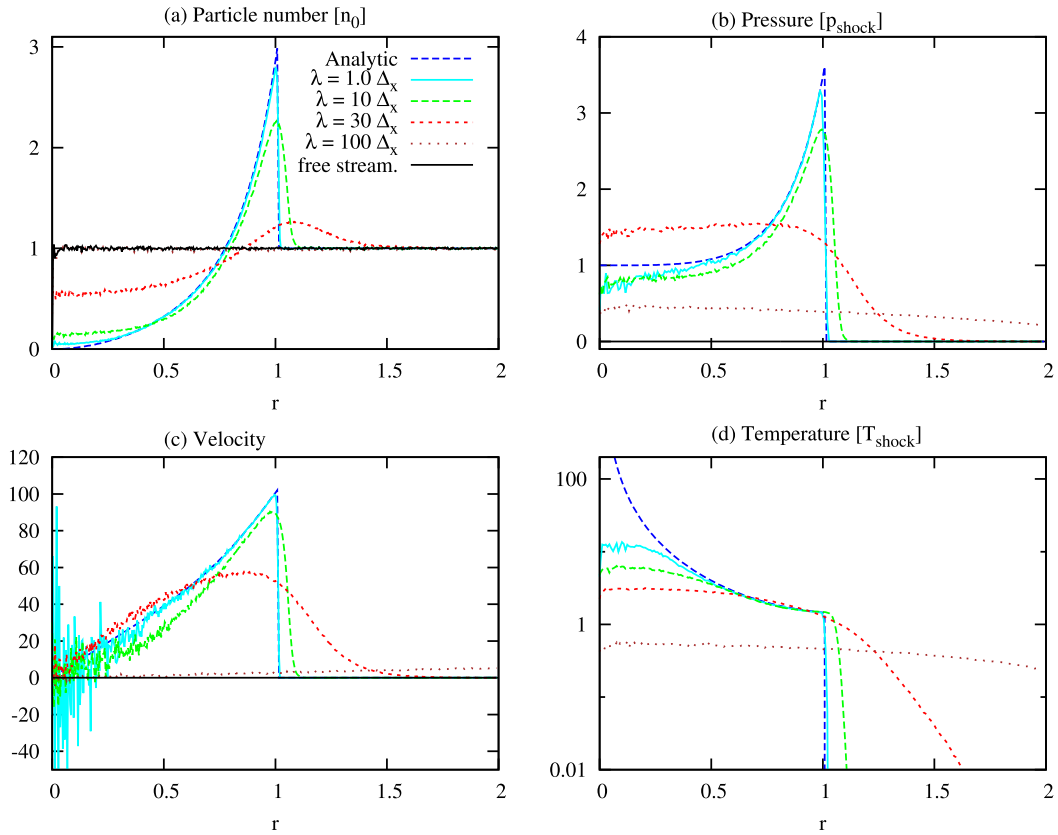 (a) Particle number [n0]
3
2
1
0
Analytic
λ = 1.0 Δx
λ = 10 Δx
λ = 30 Δx
λ = 100 Δx
free stream.
0 0.5 1 1.5 2
r
(b) Pressure [pshock]
4
3
2
1
0
0 0.5 1 1.5 2
r
(c) Velocity
120
100
80
60
40
20
0
-20
-40
0 0.5 1 1.5 2
r
(d) Temperature [Tshock]
100
1
0.01
0 0.5 1 1.5 2
r